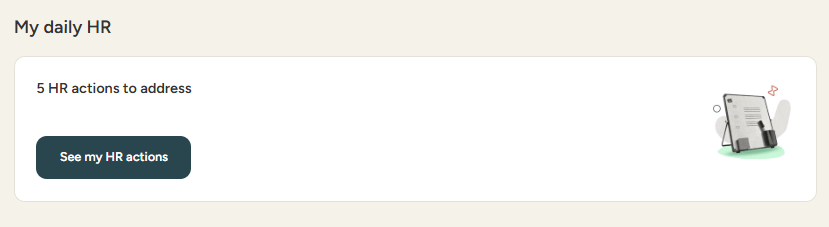 My daily HR
5 HR actions to address
See my HR actions